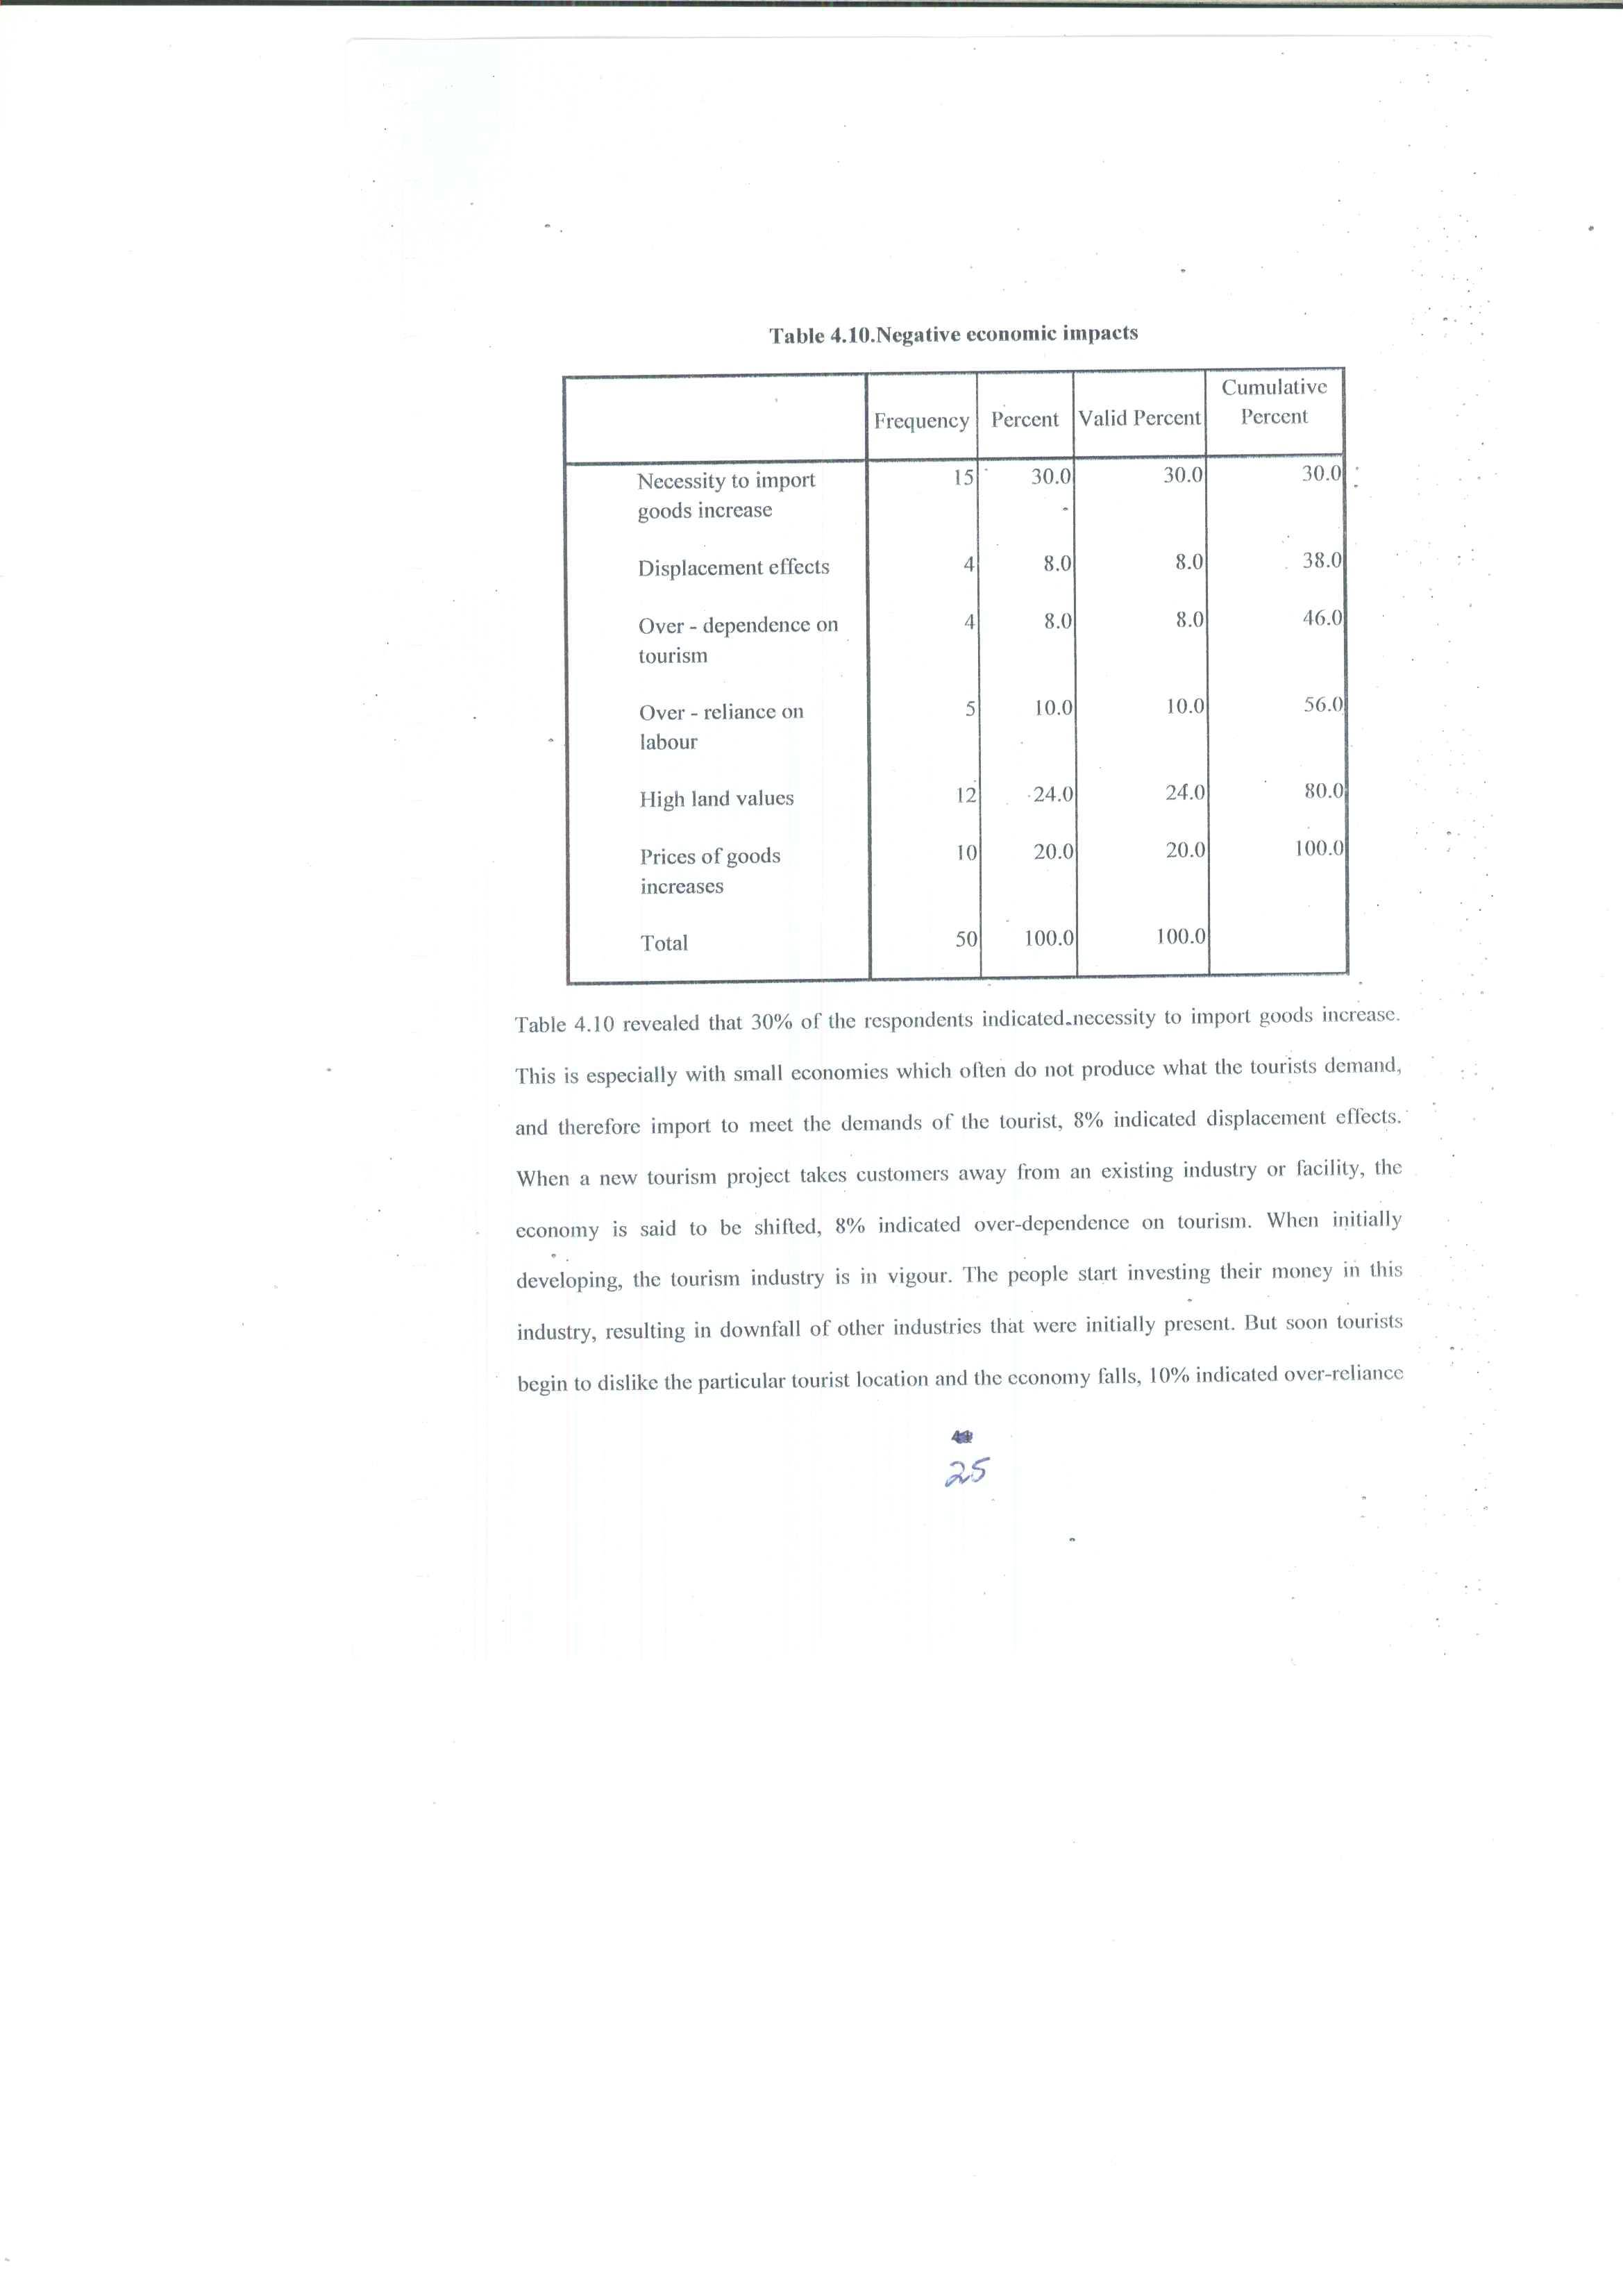 Table 4.10.Negative economic impacts
Frequency Percent Valid Percent Cumulative Percent
Necessity to import goods increase 15 30.0 30.0 30.0
Displacement effects 4 8.0 8.0 38.0
Over - dependence on tourism 4 8.0 8.0 46.0
Over - reliance on labour 5 10.0 10.0 56.0
High land values 12 24.0 24.0 80.0
Prices of goods increases 10 20.0 20.0 100.0
Total 50 100.0 100.0
Table 4.10 revealed that 30% of the respondents indicated necessity to import goods increase.
This is especially with small economies which often do not produce what the tourists demand,
and therefore import to meet the demands of the tourist, 8% indicated displacement effects.
When a new tourism project takes customers away from an existing industry or facility, the
economy is said to be shifted, 8% indicated over-dependence on tourism. When initially
developing, the tourism industry is in vigour. The people start investing their money in this
industry, resulting in downfall of other industries that were initially present. But soon tourists
begin to dislike the particular tourist location and the economy falls, 10% indicated over-reliance
25